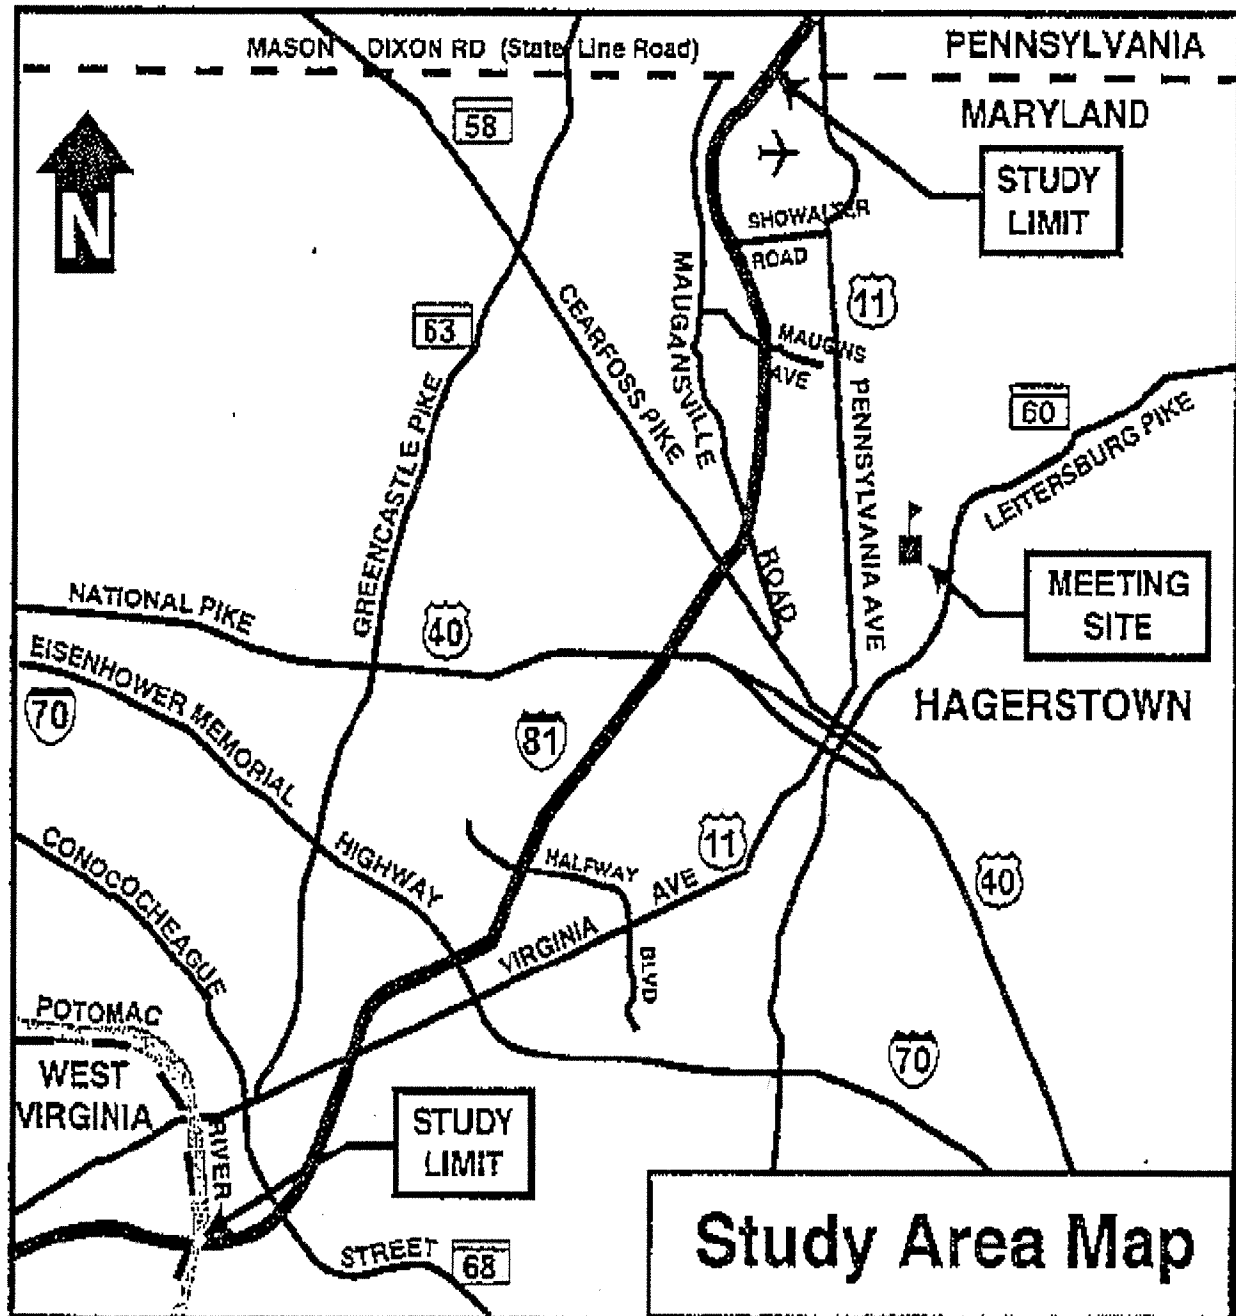 MASON DIXON RD (State Line Road)
PENNSYLVANIA
MARYLAND
58
STUDY
LIMIT
N
SHOWALTER
ROAD
11
63
CEARFOSS PIKE
MAUGANSVILLE
ROAD
MAUGNS
AVE
PENNSYLVANIA AVE
60
LEITERSBURG PIKE
GREENCASTLE PIKE
MEETING
SITE
NATIONAL PIKE
40
EISENHOWER MEMORIAL
HIGHWAY
70
81
HAGERSTOWN
CONOCOCHEAGUE
STREET
HALFWAY
BLVD
11
VIRGINIA AVE
40
POTOMAC
RIVER
WEST
VIRGINIA
70
STUDY
LIMIT
68
Study Area Map